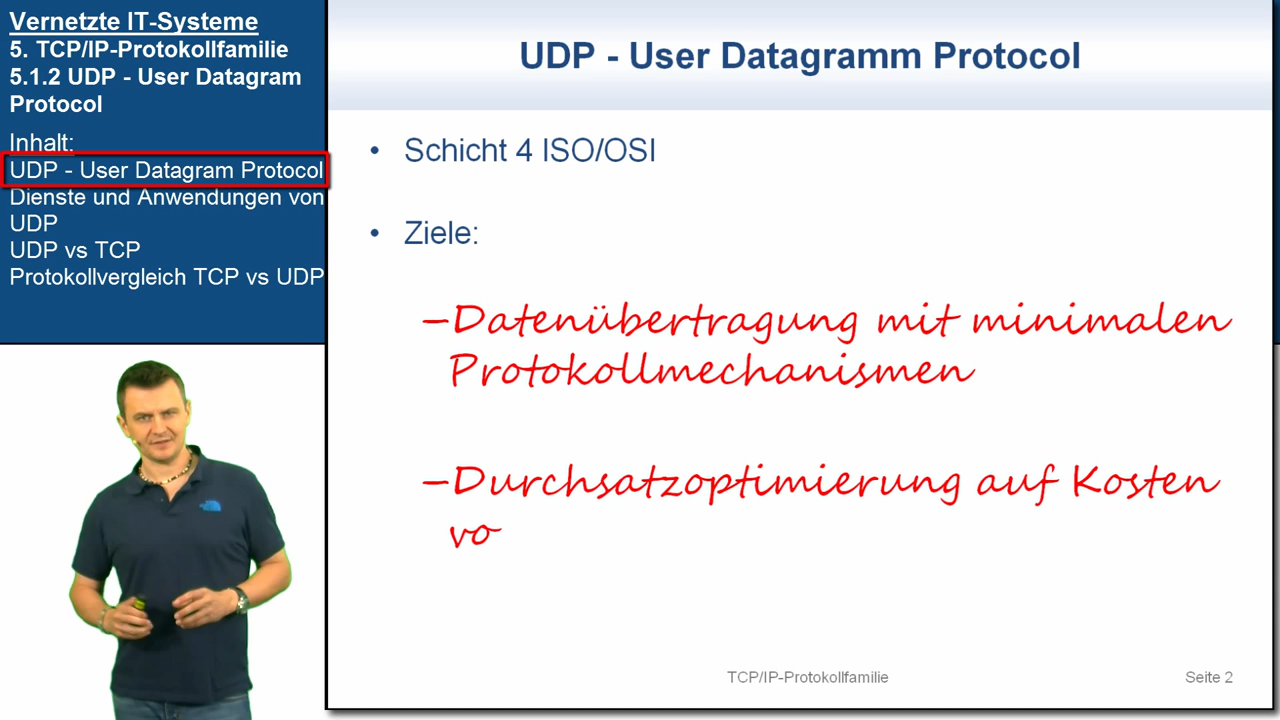 Vernetzte IT-Systeme
5. TCP/IP-Protokollfamilie
5.1.2 UDP - User Datagram
Protocol
Inhalt:
UDP - User Datagram Protocol
Dienste und Anwendungen von
UDP
UDP vs TCP
Protokollvergleich TCP vs UDP
UDP - User Datagramm Protocol
• Schicht 4 ISO/OSI
• Ziele:
–Datenübertragung mit minimalen
Protokollmechanismen
–Durchsatzoptimierung auf Kosten
vo
TCP/IP-Protokollfamilie
Seite 2